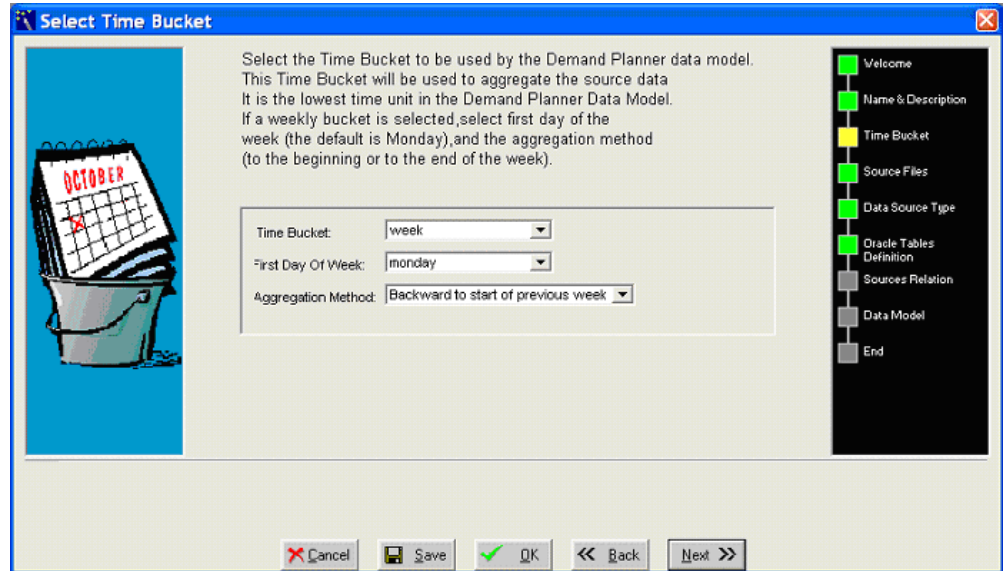 Select Time Bucket
Select the Time Bucket to be used by the Demand Planner data model.
This Time Bucket will be used to aggregate the source data
It is the lowest time unit in the Demand Planner Data Model.
If a weekly bucket is selected,select first day of the
week (the default is Monday),and the aggregation method
(to the beginning or to the end of the week).
OCTOBER
Time Bucket: week
First Day Of Week: monday
Aggregation Method: Backward to start of previous week
Welcome
Name & Description
Time Bucket
Source Files
Data Source Type
Oracle Tables
Definition
Sources Relation
Data Model
End
Cancel Save OK << Back Next >>